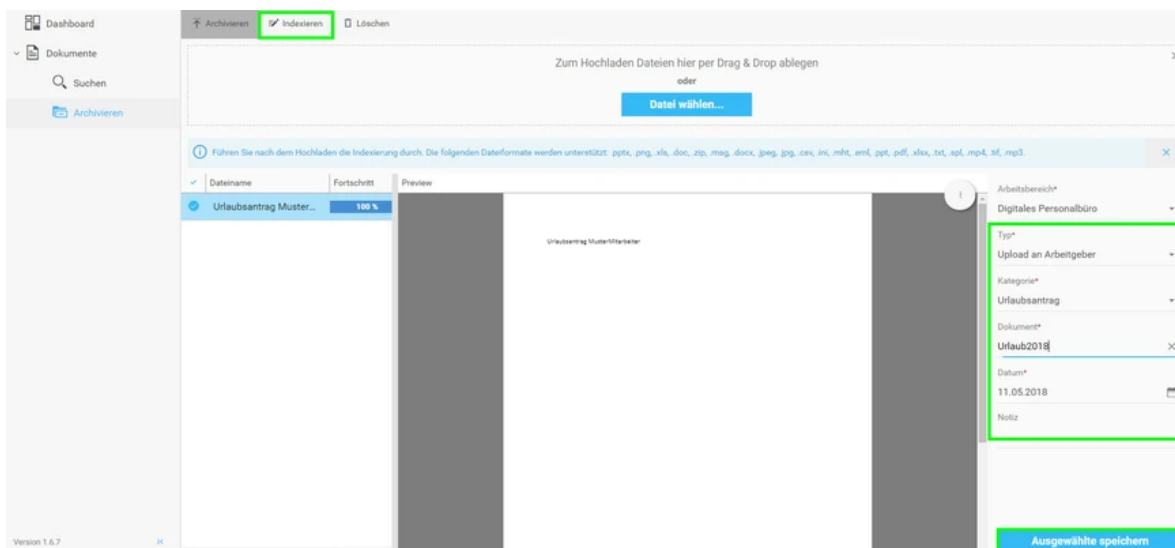 Dashboard
Dokumente
Suchen
Archivieren
Version 1.6.7
Archivieren Indexieren Löschen
Zum Hochladen Dateien hier per Drag & Drop ablegen
oder
Datei wählen...
Führen Sie nach dem Hochladen die Indexierung durch. Die folgenden Dateiformate werden unterstützt: .pptx, .png, .xls, .doc, .zip, .msg, .docx, .jpeg, .jpg, .csv, .ini, .mht, .eml, .ppt, .pdf, .xlsx, .txt, .spl, .mp4, .tif, .mp3.
Dateiname Fortschritt Preview
Urlaubsantrag Muster... 100 %
Urlaubsantrag MusterMitarbeiter
Arbeitsbereich*
Digitales Personalbüro
Typ*
Upload an Arbeitgeber
Kategorie*
Urlaubsantrag
Dokument*
Urlaub2018
Datum*
11.05.2018
Notiz
Ausgewählte speichern